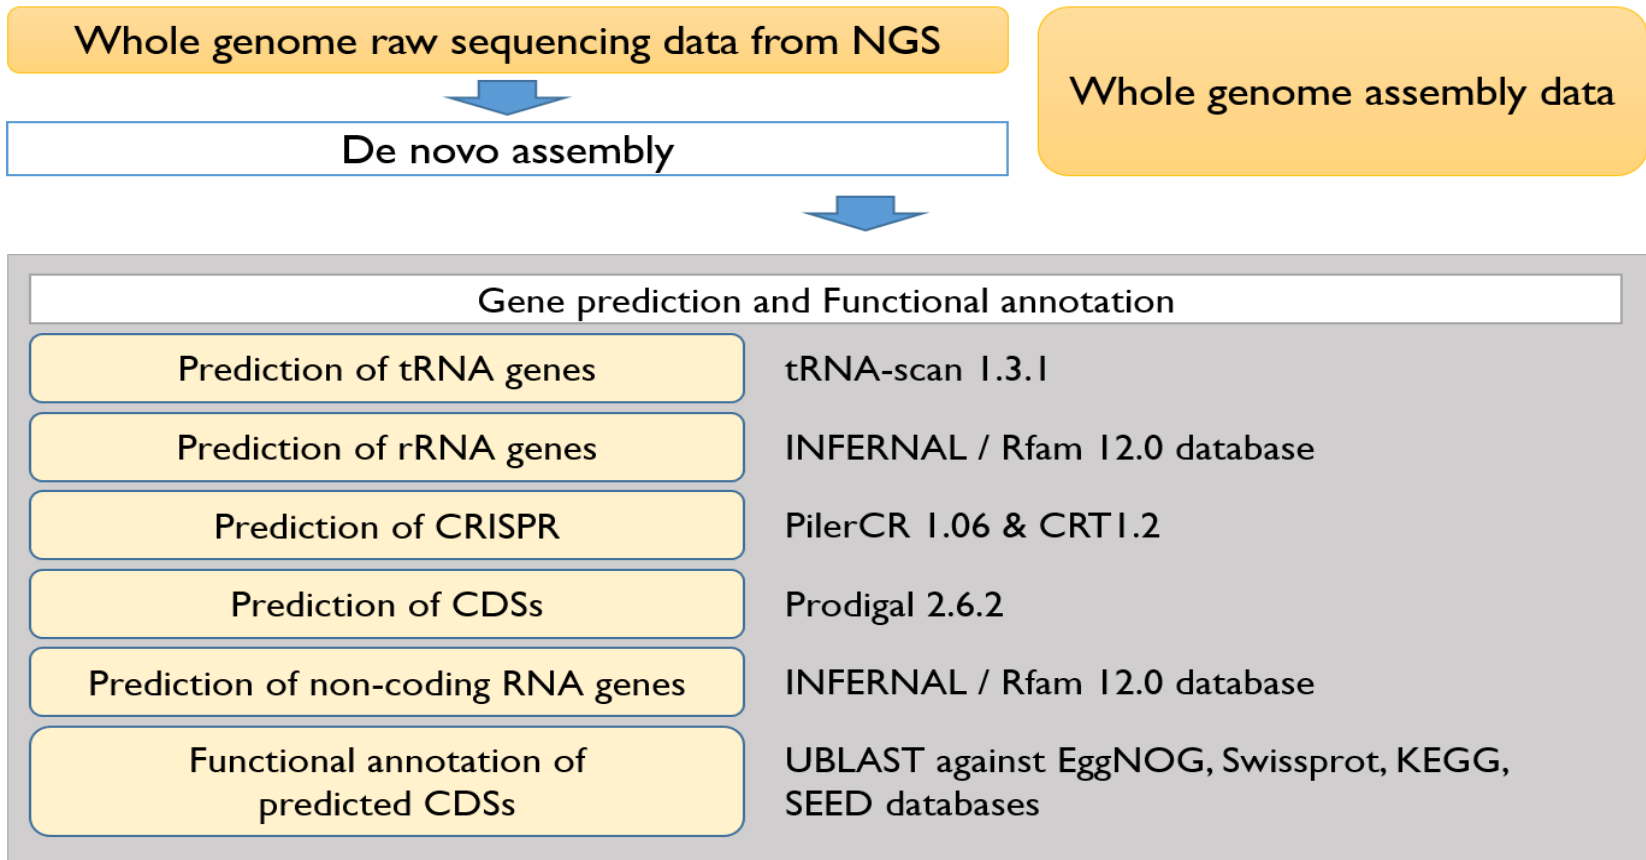 Whole genome raw sequencing data from NGS
Whole genome assembly data
De novo assembly
Gene prediction and Functional annotation
Prediction of tRNA genes
tRNA-scan 1.3.1
Prediction of rRNA genes
INFERNAL / Rfam 12.0 database
Prediction of CRISPR
PilerCR 1.06 & CRT1.2
Prediction of CDSs
Prodigal 2.6.2
Prediction of non-coding RNA genes
INFERNAL / Rfam 12.0 database
Functional annotation of
predicted CDSs
UBLAST against EggNOG, Swissprot, KEGG,
SEED databases